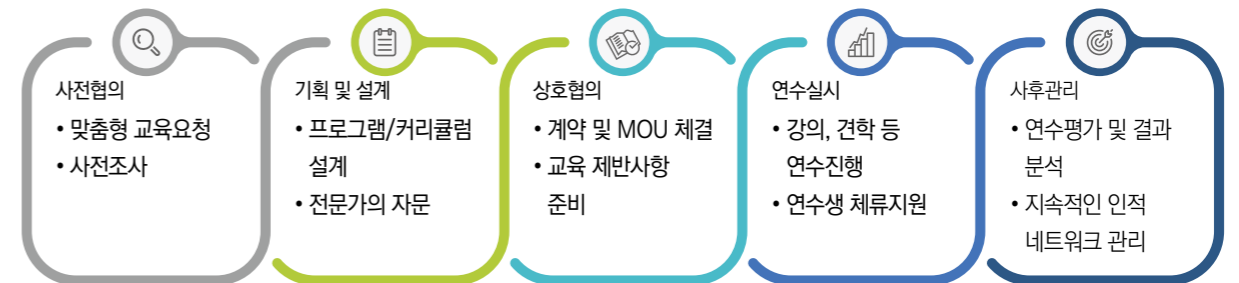 사전협의
• 맞춤형 교육요청
• 사전조사
기획 및 설계
• 프로그램/커리큘럼
설계
• 전문가의 자문
상호협의
• 계약 및 MOU 체결
• 교육 제반사항
준비
연수실시
• 강의, 견학 등
연수진행
• 연수생 체류지원
사후관리
• 연수평가 및 결과
분석
• 지속적인 인적
네트워크 관리